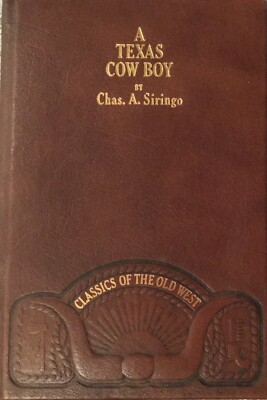 A
TEXAS
COW BOY
BY
Chas. A. Siringo
CLASSICS OF THE OLD WEST